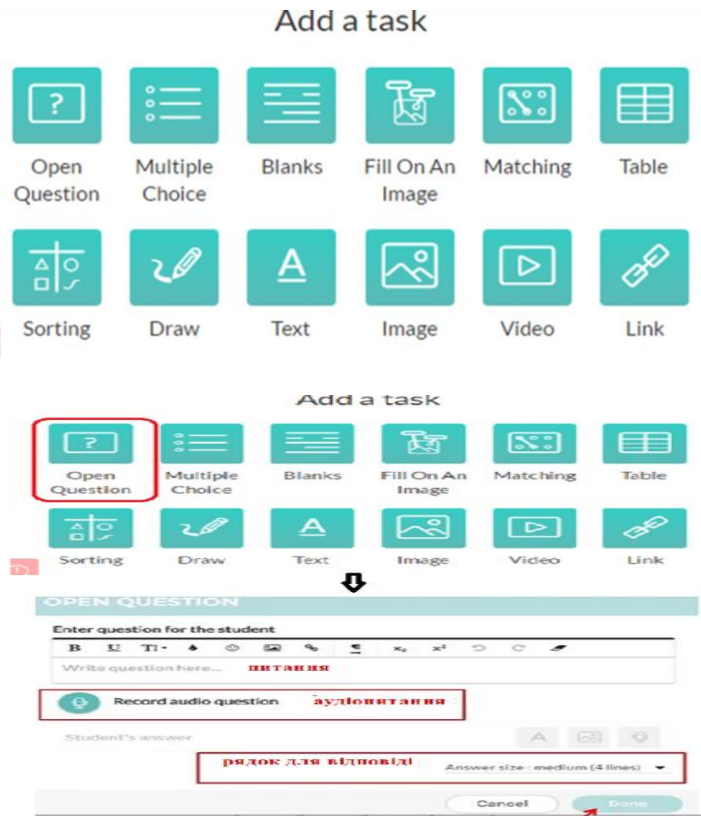 Add a task
Open Question
Multiple Choice
Blanks
Fill On An Image
Matching
Table
Sorting
Draw
Text
Image
Video
Link
Add a task
Open Question
Multiple Choice
Blanks
Fill On An Image
Matching
Table
Sorting
Draw
Text
Image
Video
Link
OPEN QUESTION
Enter question for the student
Write question here... питання
Record audio question аудіопитання
Student's answer
рядок для відповіді Answer size : medium (4 lines)
Cancel Done